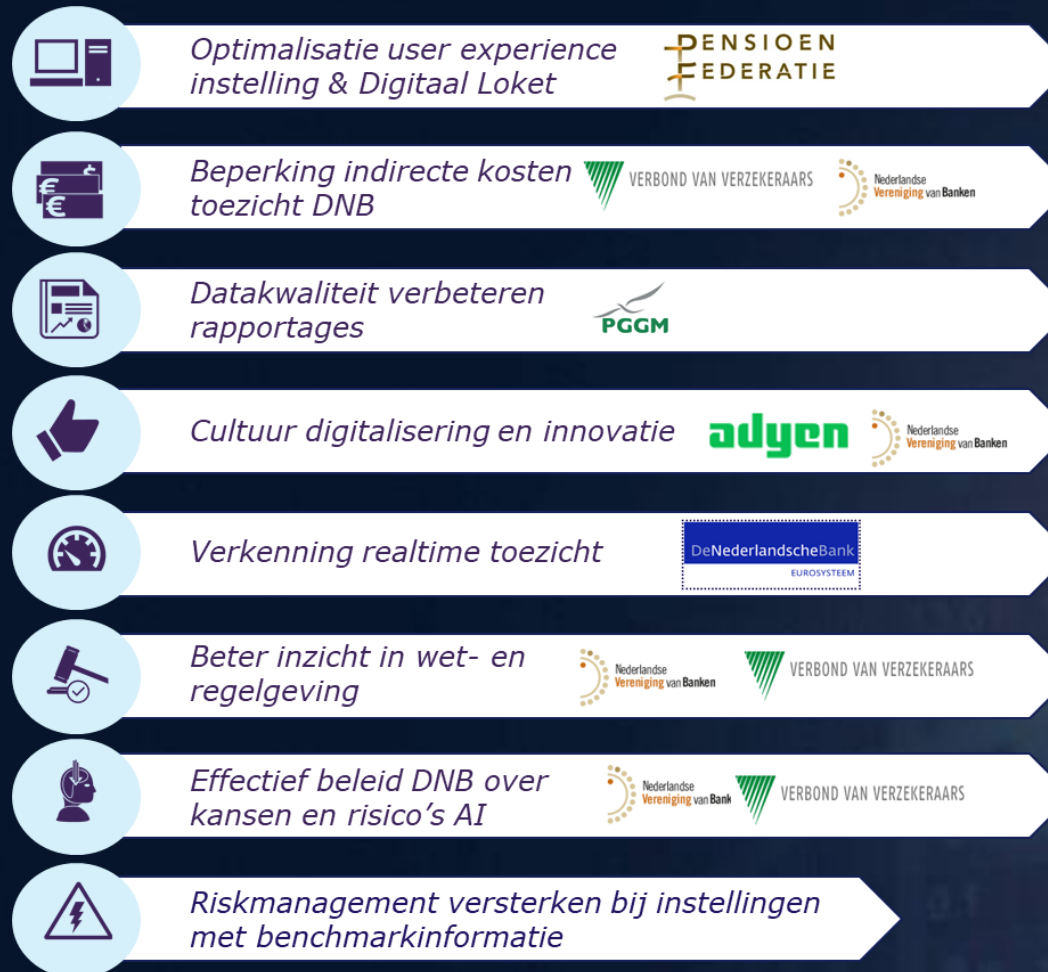 Optimalisatie user experience
instelling & Digitaal Loket
PENSIOEN
FEDERATIE
Beperking indirecte kosten
toezicht DNB
VERBOND VAN VERZEKERAARS
Nederlandse
Vereniging van Banken
Datakwaliteit verbeteren
rapportages
PGGM
Cultuur digitalisering en innovatie
adyen
Nederlandse
Vereniging van Banken
Verkenning realtime toezicht
DeNederlandscheBank
EUROSYSTEEM
Beter inzicht in wet- en
regelgeving
Nederlandse
Vereniging van Banken
VERBOND VAN VERZEKERAARS
Effectief beleid DNB over
kansen en risico's AI
Nederlandse
Vereniging van Bank
VERBOND VAN VERZEKERAARS
Riskmanagement versterken bij instellingen
met benchmarkinformatie